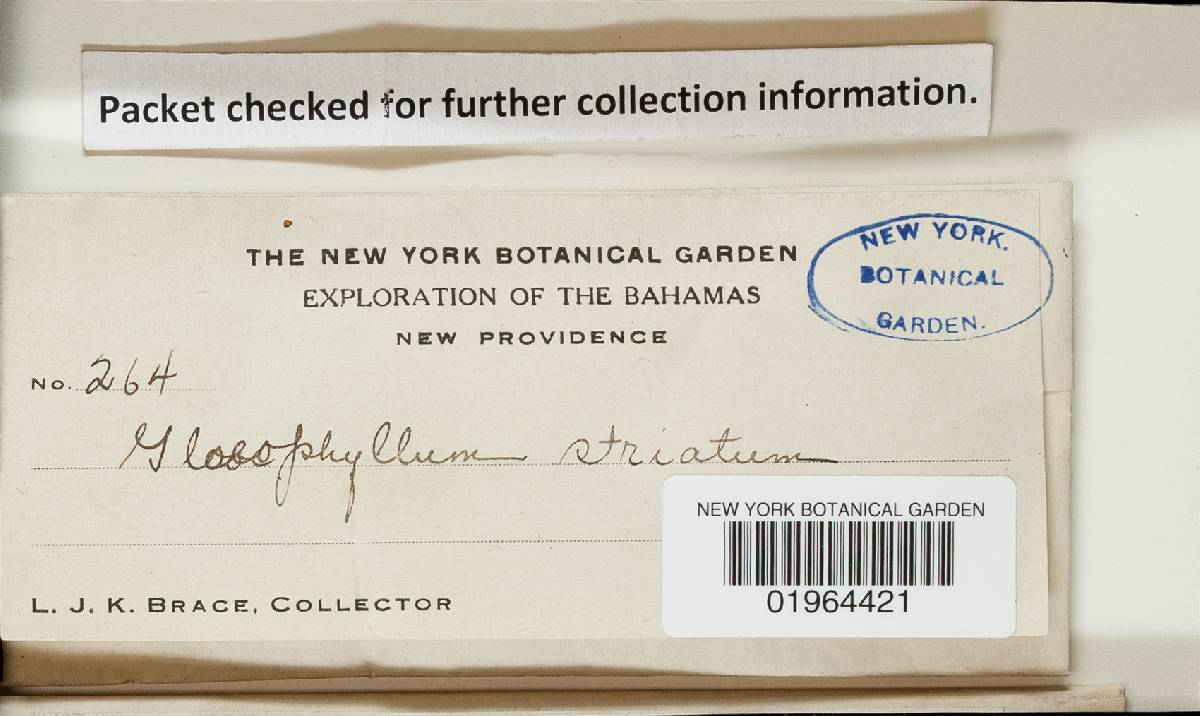 Packet checked for further collection information.
THE NEW YORK BOTANICAL GARDEN
EXPLORATION OF THE BAHAMAS
NEW PROVIDENCE
NEW YORK.
BOTANICAL
GARDEN.
No. 264
Glosophyllum striatum
NEW YORK BOTANICAL GARDEN
01964421
L. J. K. BRACE, COLLECTOR